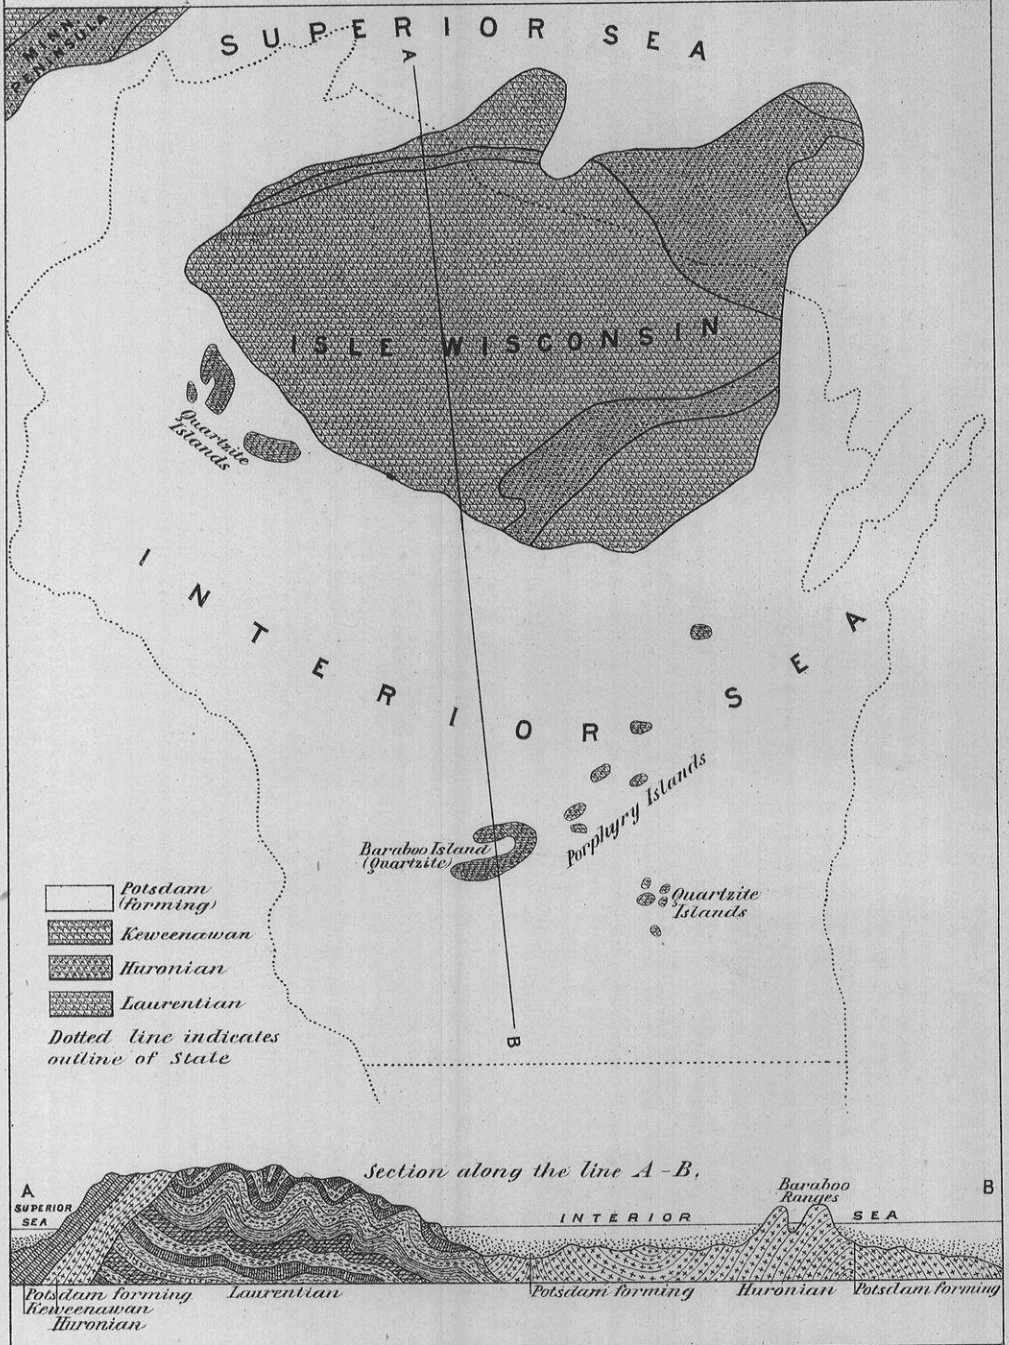 SUPERIOR SEA
MINN.
PENINSULA
A
ISLE WISCONSIN
Quartzite
Islands
INTERIOR SEA
Porphyry Islands
Baraboo Island
(Quartzite)
Quartzite
Islands
Potsdam
(forming)
Keweenawan
Huronian
Laurentian
Dotted line indicates
outline of State
B
Section along the line A-B.
A
SUPERIOR
SEA
Baraboo
Ranges
B
INTERIOR SEA
Potsdam forming
Keweenawan
Huronian
Laurentian
Potsdam forming
Huronian
Potsdam forming